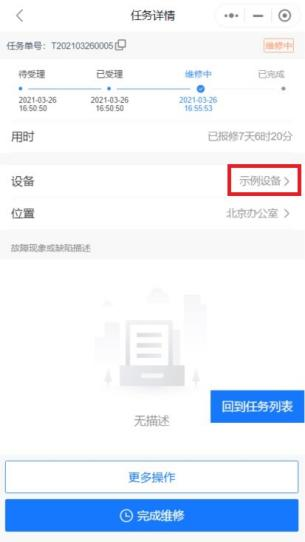 任务详情
任务单号：T202103260005 维修中
待受理 已受理 维修中 已完成
2021-03-26 2021-03-26 2021-03-26
16:50:50 16:50:50 16:55:53
用时 已报修7天6时20分
设备 示例设备
位置 北京办公室
故障现象或缺陷描述
无描述
回到任务列表
更多操作
完成维修